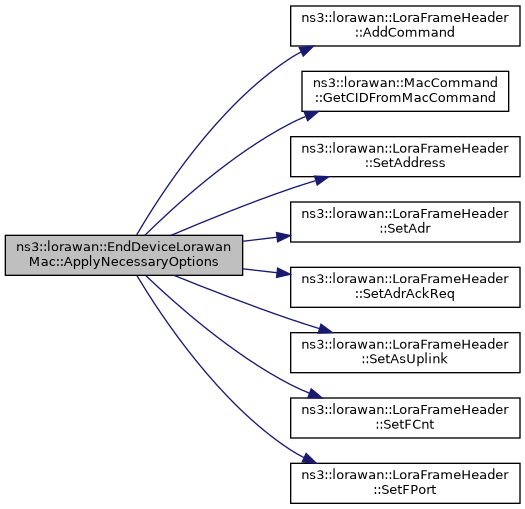 ns3::lorawan::LoraFrameHeader
::AddCommand
ns3::lorawan::MacCommand
::GetCIDFromMacCommand
ns3::lorawan::LoraFrameHeader
::SetAddress
ns3::lorawan::LoraFrameHeader
::SetAdr
ns3::lorawan::EndDeviceLorawan
Mac::ApplyNecessaryOptions
ns3::lorawan::LoraFrameHeader
::SetAdrAckReq
ns3::lorawan::LoraFrameHeader
::SetAsUplink
ns3::lorawan::LoraFrameHeader
::SetFCnt
ns3::lorawan::LoraFrameHeader
::SetFPort